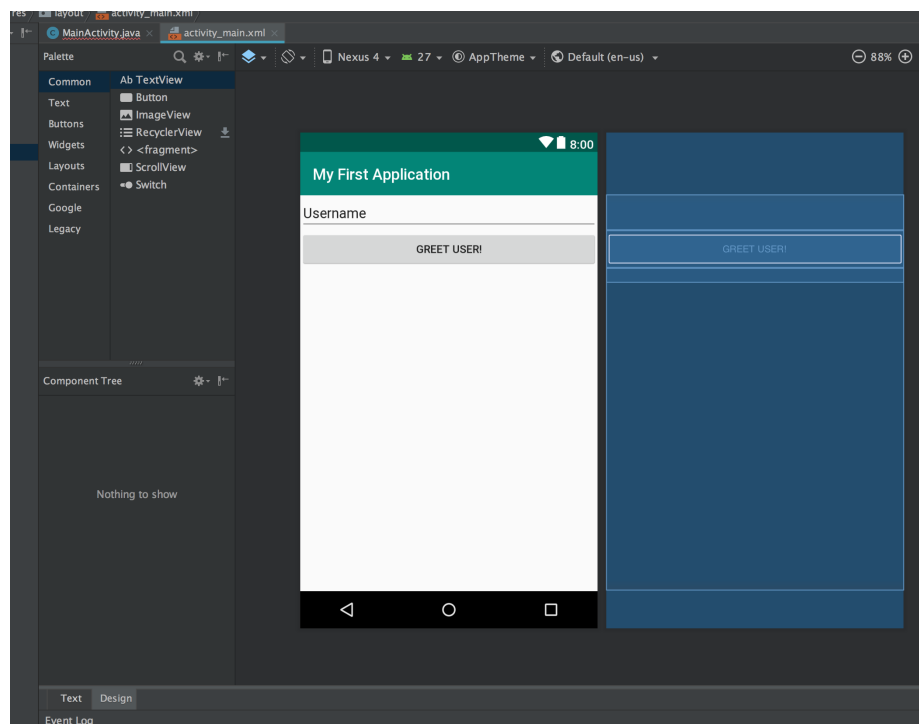 res layout activity_main.xml
MainActivity.java activity_main.xml
Palette
Nexus 4 27 AppTheme Default (en-us) 88%
Common
Text
Buttons
Widgets
Layouts
Containers
Google
Legacy
Ab TextView
Button
ImageView
RecyclerView
<fragment>
ScrollView
Switch
8:00
My First Application
Username
GREET USER!
GREET USER!
Component Tree
Nothing to show
Text Design
Event Log